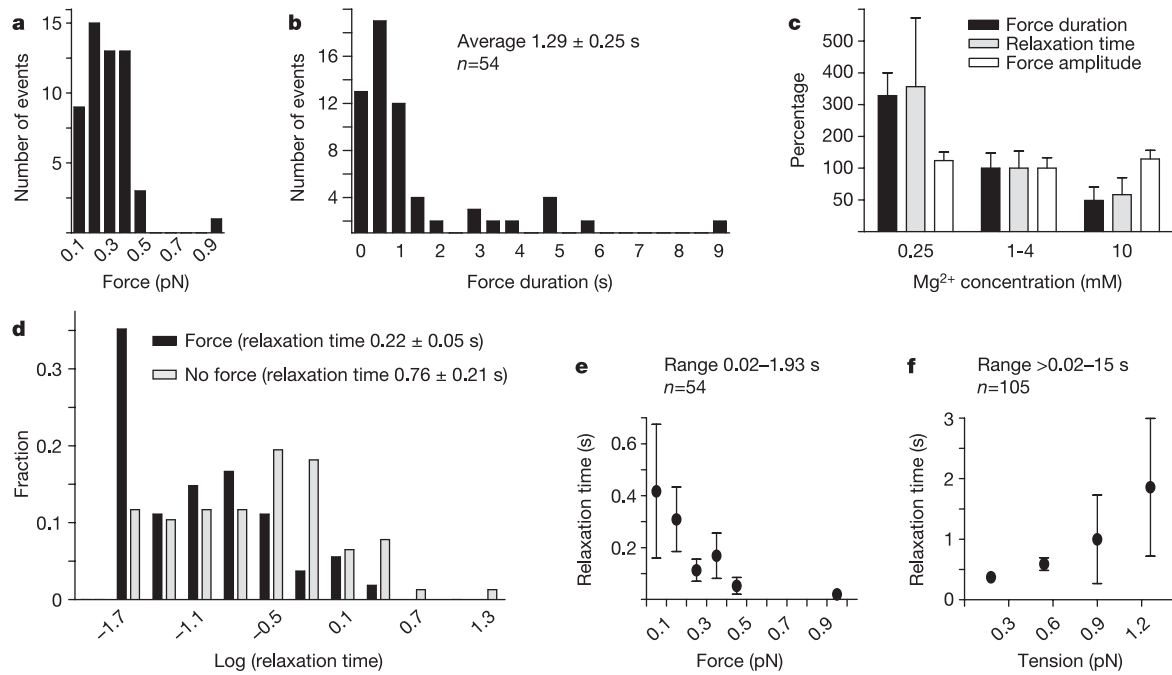 a
15
10
5
Number of events
0.1
0.3
0.5
0.7
0.9
Force (pN)
b
Average 1.29 ± 0.25 s
n=54
16
12
8
4
Number of events
0
1
2
3
4
5
6
7
8
9
Force duration (s)
c
Force duration
Relaxation time
Force amplitude
500
400
300
200
100
50
Percentage
0.25
1-4
10
Mg2+ concentration (mM)
d
Force (relaxation time 0.22 ± 0.05 s)
No force (relaxation time 0.76 ± 0.21 s)
0.3
0.2
0.1
0
Fraction
–1.7
–1.1
–0.5
0.1
0.7
1.3
Log (relaxation time)
e
Range 0.02–1.93 s
n=54
0.6
0.4
0.2
Relaxation time (s)
0.1
0.3
0.5
0.7
0.9
Force (pN)
f
Range >0.02–15 s
n=105
3
2
1
0
Relaxation time (s)
0.3
0.6
0.9
1.2
Tension (pN)